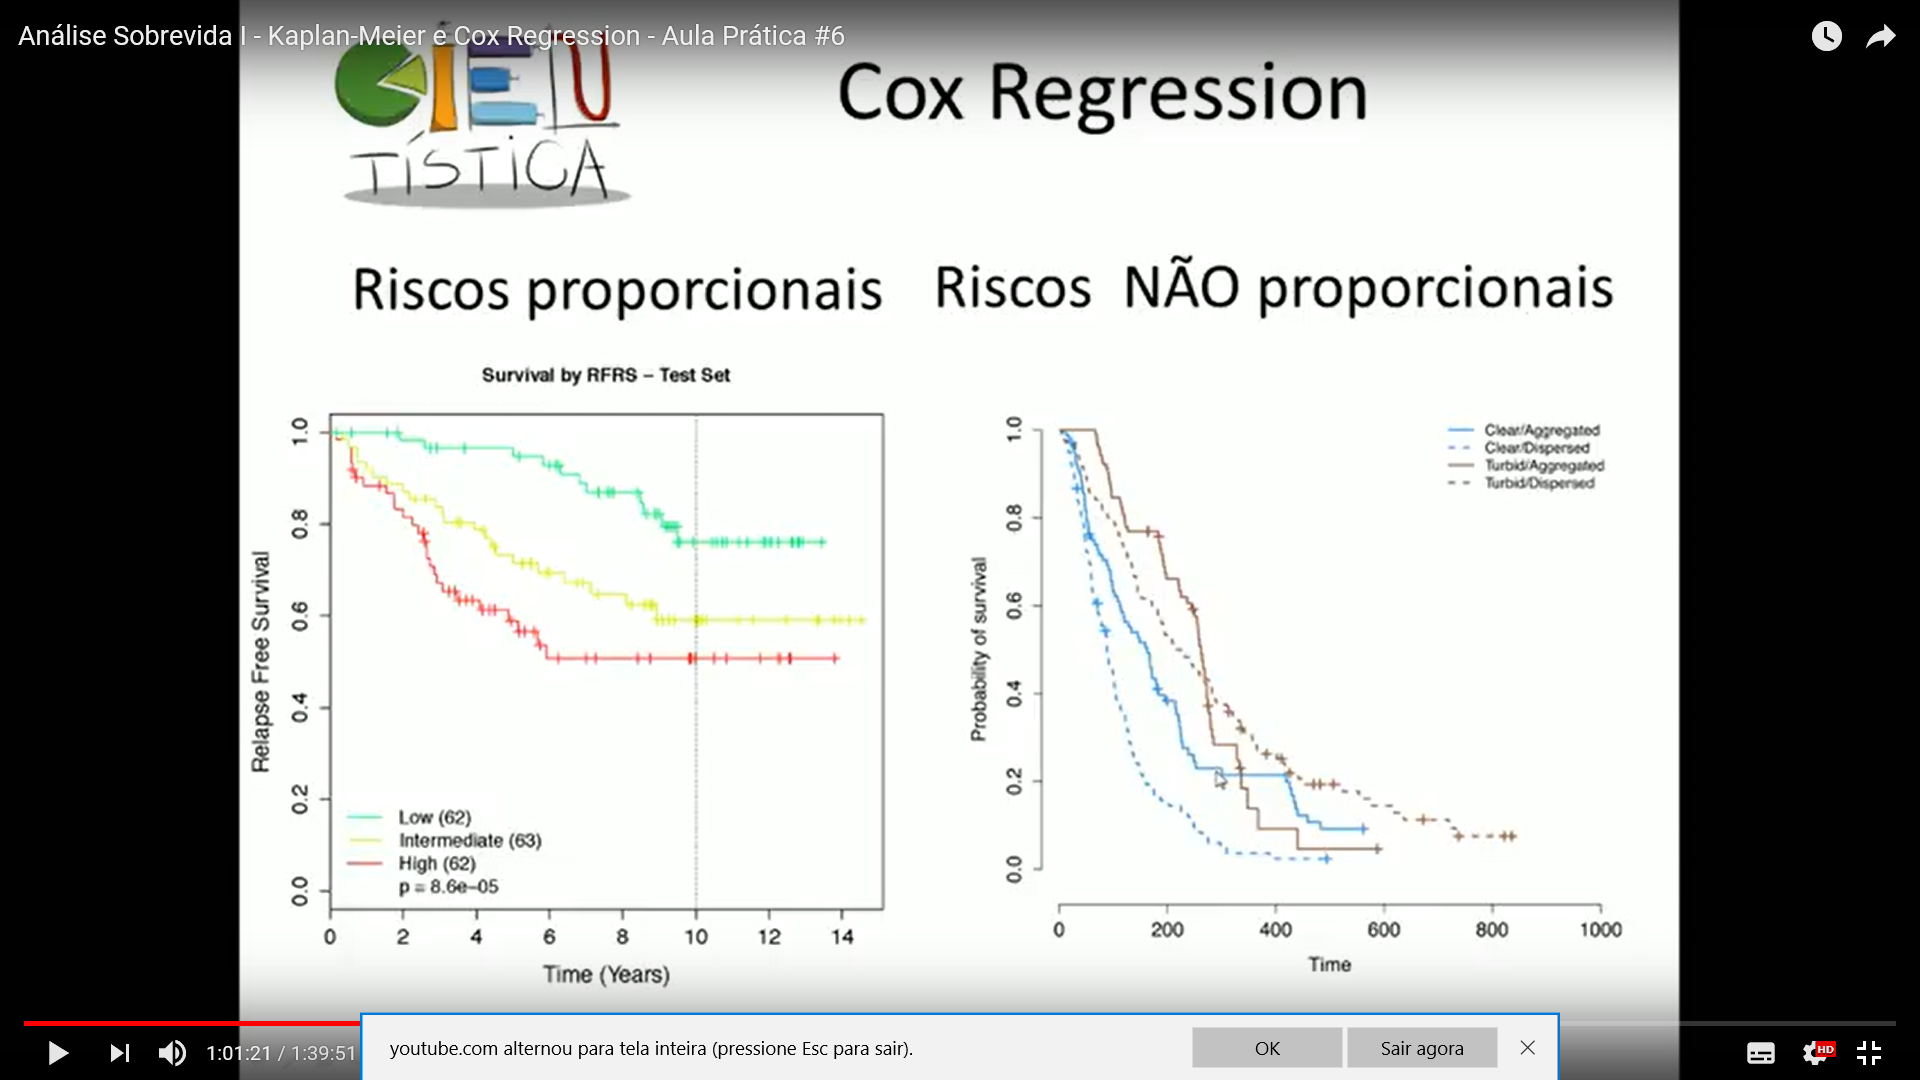 Análise Sobrevida I - Kaplan-Meier e Cox Regression - Aula Prática #6
CIEN
TÍSTICA
Cox Regression
Riscos proporcionais
Riscos NÃO proporcionais
Survival by RFRS – Test Set
Relapse Free Survival
1.0
0.8
0.6
0.4
0.2
0.0
Low (62)
Intermediate (63)
High (62)
p = 8.6e–05
0 2 4 6 8 10 12 14
Time (Years)
Probability of survival
1.0
0.8
0.6
0.4
0.2
0.0
Clear/Aggregated
Clear/Dispersed
Turbid/Aggregated
Turbid/Dispersed
0 200 400 600 800 1000
Time
1:01:21 / 1:39:51
youtube.com alternou para tela inteira (pressione Esc para sair).
OK
Sair agora
HD